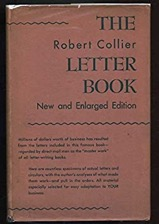 THE
Robert Collier
LETTER
BOOK
New and Enlarged Edition
Millions of dollars worth of business has resulted
from the letters included in this famous book—
regarded by direct-mail men as the "master work"
of all letter-writing books.
Here are countless specimens of actual letters and
circulars, with the author's analyses of what made
them work—and pull in the orders. All material
especially selected for easy adaptation to YOUR
business.